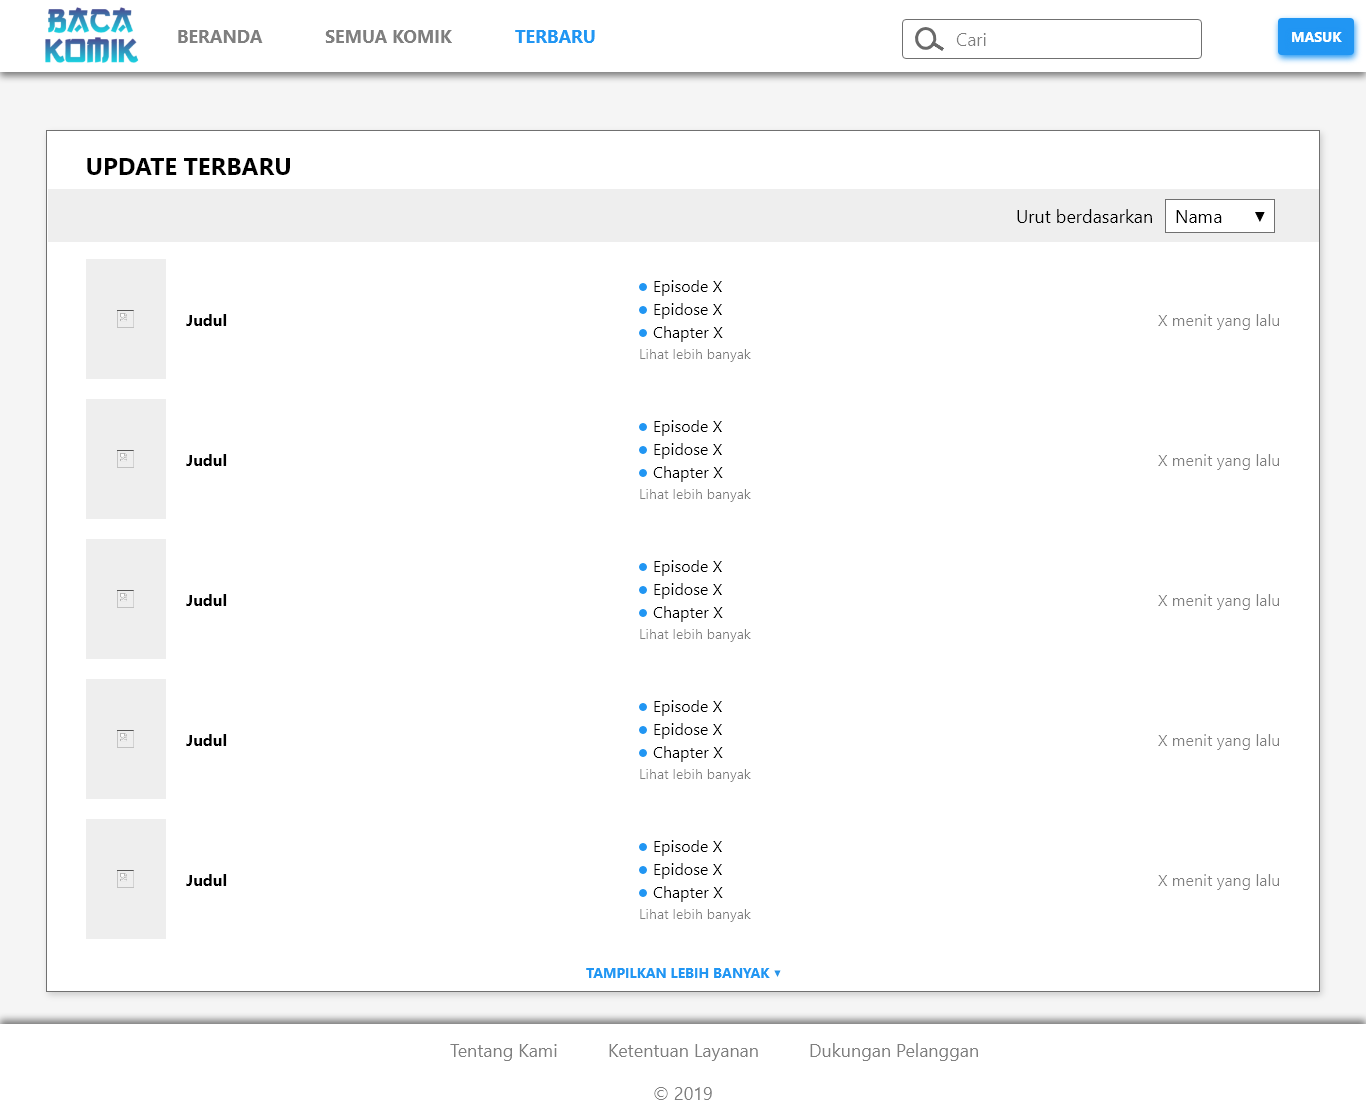 BACA
KOMIK
BERANDA
SEMUA KOMIK
TERBARU
Cari
MASUK
UPDATE TERBARU
Urut berdasarkan
Nama ▼
Judul
Episode X
Epidose X
Chapter X
Lihat lebih banyak
X menit yang lalu
Judul
Episode X
Epidose X
Chapter X
Lihat lebih banyak
X menit yang lalu
Judul
Episode X
Epidose X
Chapter X
Lihat lebih banyak
X menit yang lalu
Judul
Episode X
Epidose X
Chapter X
Lihat lebih banyak
X menit yang lalu
Judul
Episode X
Epidose X
Chapter X
Lihat lebih banyak
X menit yang lalu
TAMPILKAN LEBIH BANYAK ▼
Tentang Kami
Ketentuan Layanan
Dukungan Pelanggan
© 2019